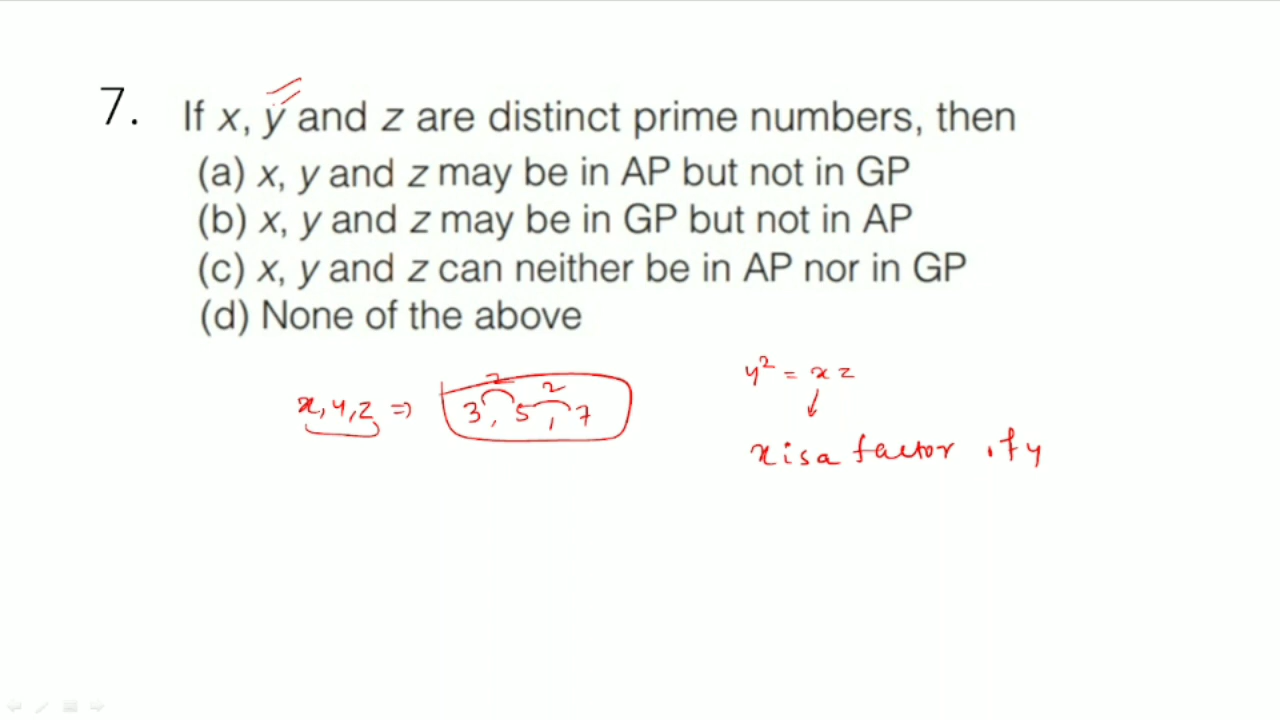 7. If x, y and z are distinct prime numbers, then
(a) x, y and z may be in AP but not in GP
(b) x, y and z may be in GP but not in AP
(c) x, y and z can neither be in AP nor in GP
(d) None of the above
2 2
x, y, z ⇒ 3, 5, 7
y² = x z
x is a factor of y